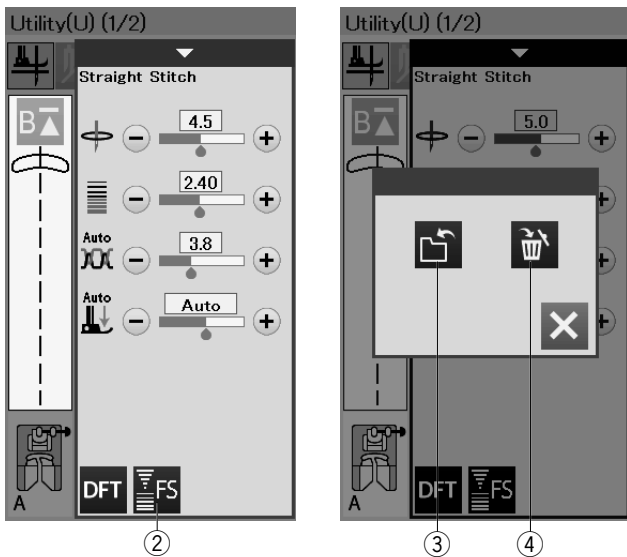 Utility(U) (1/2)
Straight Stitch
B
4.5
2.40
Auto
3.8
Auto
Auto
A
DFT
FS
②
Utility(U) (1/2)
Straight Stitch
B
5.0
A
DFT
FS
③
④